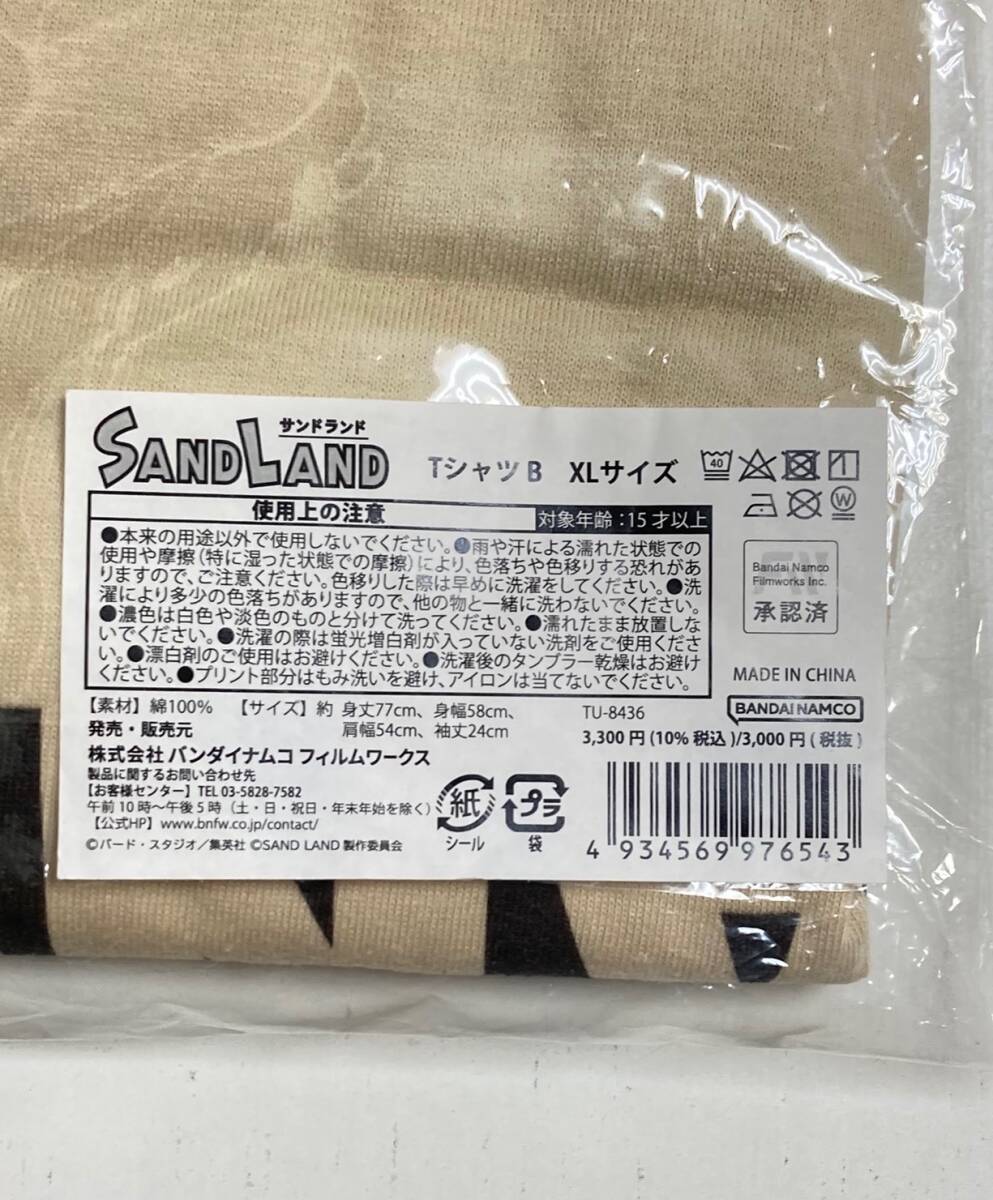 サンドランド
SAND LAND
TシャツB XLサイズ
40
W
使用上の注意
対象年齢:15才以上
●本来の用途以外で使用しないでください。●雨や汗による濡れた状態での
使用や摩擦(特に湿った状態での摩擦)により、色落ちや色移りする恐れがあ
りますので、ご注意ください。色移りした際は早めに洗濯をしてください。●洗
濯により多少の色落ちがありますので、他の物と一緒に洗わないでください。
●濃色は白色や淡色のものと分けて洗ってください。●濡れたまま放置しな
いでください。●洗濯の際は蛍光増白剤が入っていない洗剤をご使用くださ
い。●漂白剤のご使用はお避けください。●洗濯後のタンブラー乾燥はお避け
ください。●プリント部分はもみ洗いを避け、アイロンは当てないでください。
Bandai Namco
Filmworks Inc.
承認済
MADE IN CHINA
BANDAI NAMCO
【素材】綿100% 【サイズ】約 身丈77cm、身幅58cm、
肩幅54cm、袖丈24cm
TU-8436
3,300円(10%税込)/3,000円(税抜)
発売・販売元
株式会社 バンダイナムコ フィルムワークス
製品に関するお問い合わせ先
【お客様センター】TEL 03-5828-7582
午前10時〜午後5時(土・日・祝日・年末年始を除く)
【公式HP】www.bnfw.co.jp/contact/
©バード・スタジオ/集英社 ©SAND LAND 製作委員会
紙
シール
プラ
袋
4 934569 976543